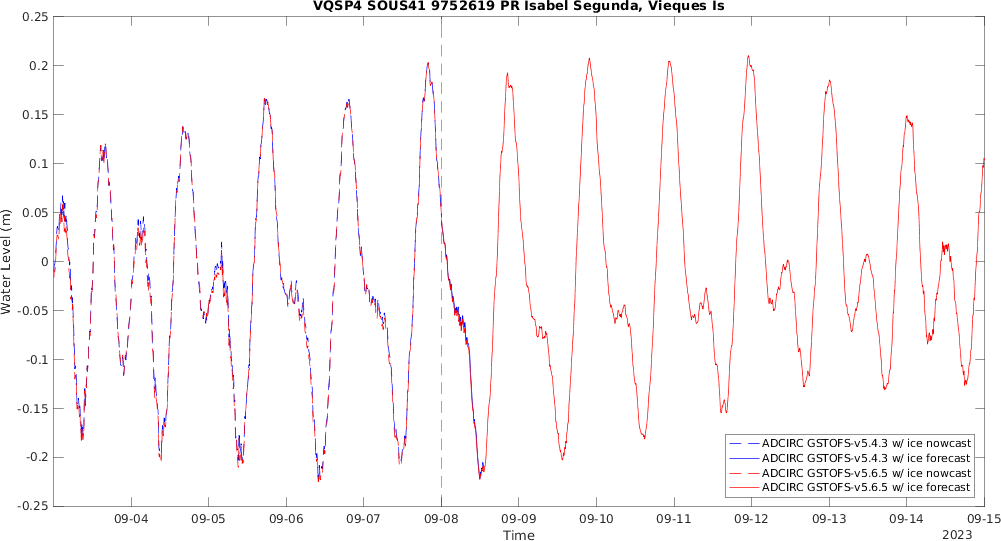 VQSP4 SOUS41 9752619 PR Isabel Segunda, Vieques Is
0.25
0.2
0.15
0.1
0.05
0
-0.05
-0.1
-0.15
-0.2
-0.25
Water Level (m)
ADCIRC GSTOFS-v5.4.3 w/ ice nowcast
ADCIRC GSTOFS-v5.4.3 w/ ice forecast
ADCIRC GSTOFS-v5.6.5 w/ ice nowcast
ADCIRC GSTOFS-v5.6.5 w/ ice forecast
09-04 09-05 09-06 09-07 09-08 09-09 09-10 09-11 09-12 09-13 09-14 09-15
Time
2023